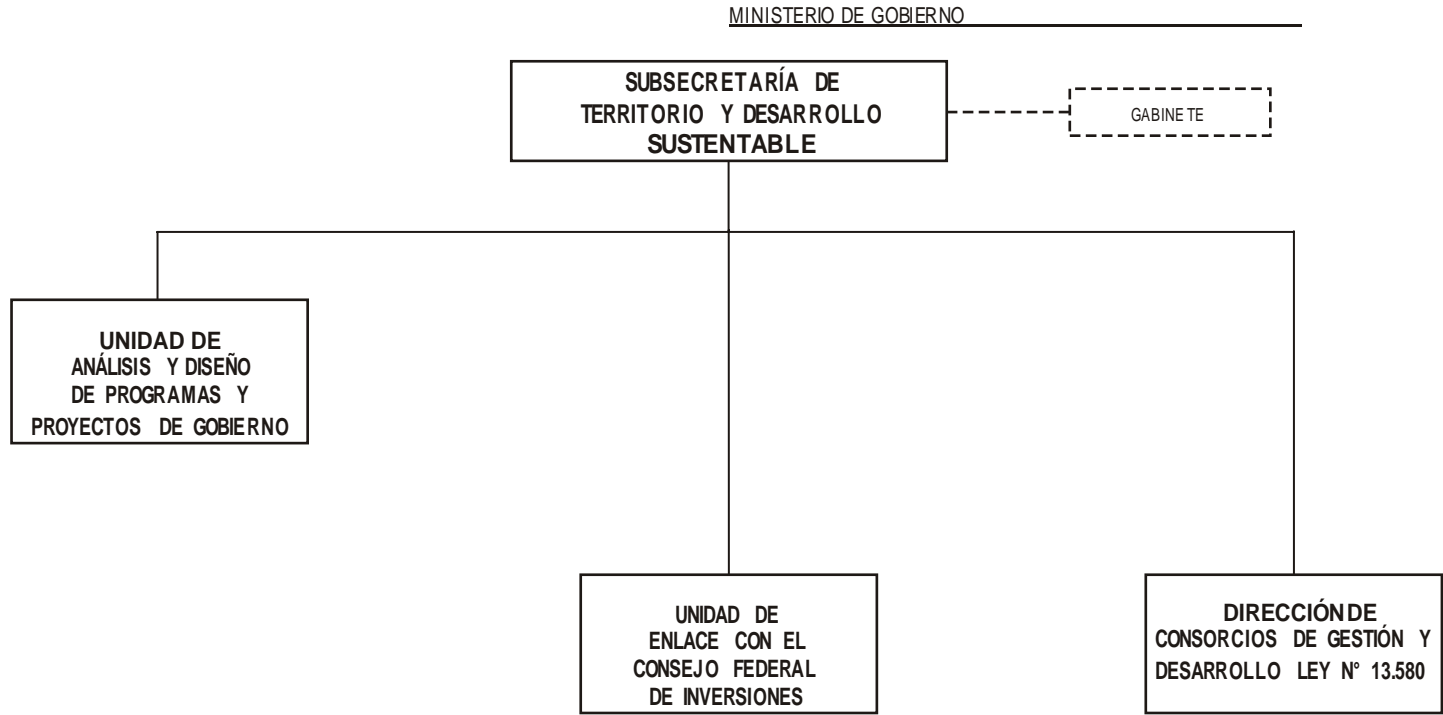 MINISTERIO DE GOBIERNO
SUBSECRETARÍA DE
TERRITORIO Y DESARROLLO
SUSTENTABLE
GABINETE
UNIDAD DE
ANÁLISIS Y DISEÑO
DE PROGRAMAS Y
PROYECTOS DE GOBIERNO
UNIDAD DE
ENLACE CON EL
CONSEJO FEDERAL
DE INVERSIONES
DIRECCIÓN DE
CONSORCIOS DE GESTIÓN Y
DESARROLLO LEY N° 13.580